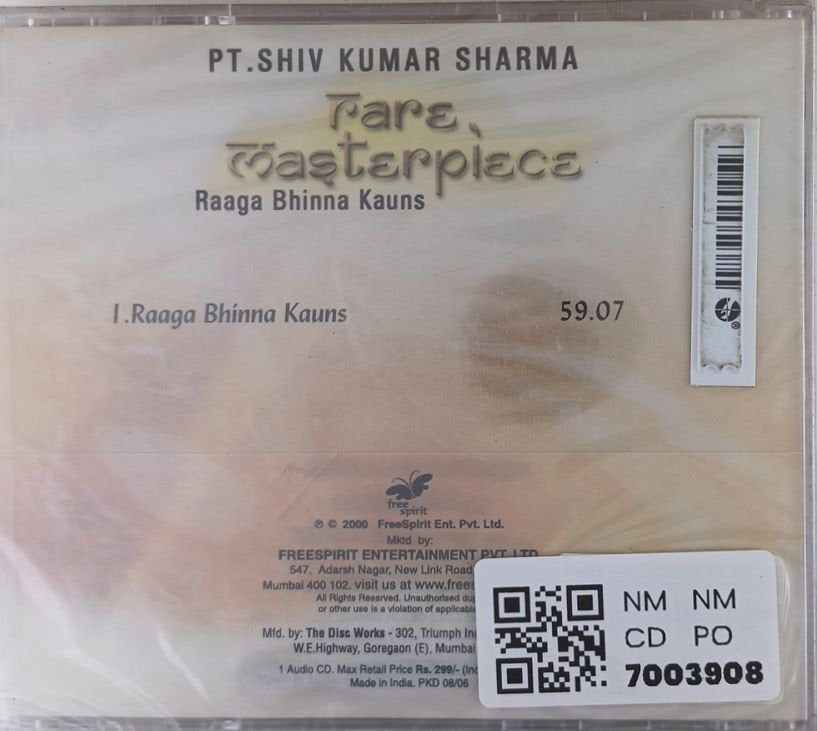 PT.SHIV KUMAR SHARMA
rare
masterpiece
Raaga Bhinna Kauns
1.Raaga Bhinna Kauns 59.07
free
spirit
℗ © 2000 FreeSpirit Ent. Pvt. Ltd.
Mktd by:
FREESPIRIT ENTERTAINMENT PVT. LTD
547, Adarsh Nagar, New Link Road
Mumbai 400 102. visit us at www.frees
All Rights Reserved. Unauthorised
or other use is a violation of
Mfd. by: The Disc Works - 302, Triumph
W.E.Highway, Goregaon (E), Mumbai
1 Audio CD. Max Retail Price Rs. 299/-
Made in India. PKD 08/06
NM NM
CD PO
7003908